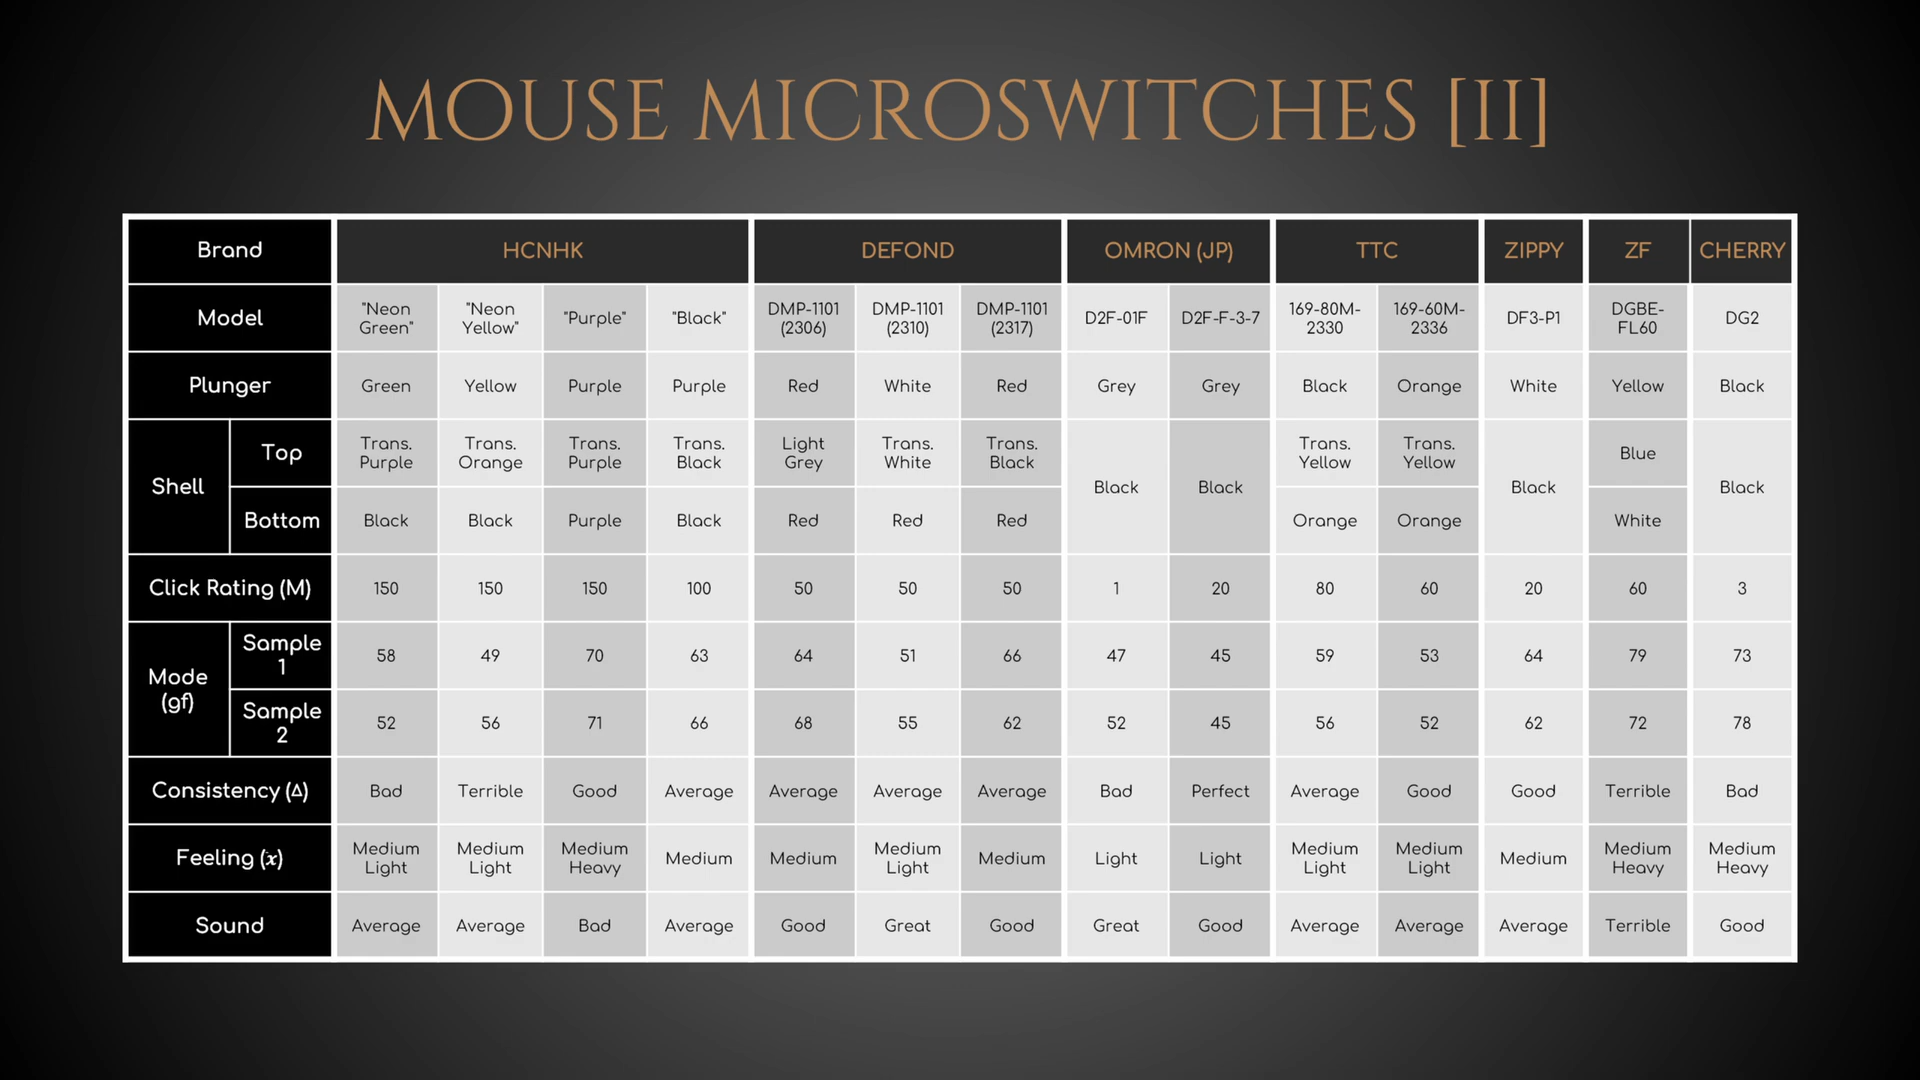 MOUSE MICROSWITCHES [II]
Brand HCNHK DEFOND OMRON (JP) TTC ZIPPY ZF CHERRY
Model "Neon Green" "Neon Yellow" "Purple" "Black" DMP-1101 (2306) DMP-1101 (2310) DMP-1101 (2317) D2F-01F D2F-F-3-7 169-80M-2330 169-60M-2336 DF3-P1 DGBE-FL60 DG2
Plunger Green Yellow Purple Purple Red White Red Grey Grey Black Orange White Yellow Black
Shell Top Trans. Purple Trans. Orange Trans. Purple Trans. Black Light Grey Trans. White Trans. Black Black Black Trans. Yellow Trans. Yellow Black Blue Black
Bottom Black Black Purple Black Red Red Red Orange Orange White
Click Rating (M) 150 150 150 100 50 50 50 1 20 80 60 20 60 3
Mode (gf) Sample 1 58 49 70 63 64 51 66 47 45 59 53 64 79 73
Sample 2 52 56 71 66 68 55 62 52 45 56 52 62 72 78
Consistency (Δ) Bad Terrible Good Average Average Average Average Bad Perfect Average Good Good Terrible Bad
Feeling (x) Medium Light Medium Light Medium Heavy Medium Medium Medium Light Medium Light Light Medium Light Medium Light Medium Medium Heavy Medium Heavy
Sound Average Average Bad Average Good Great Good Great Good Average Average Average Terrible Good